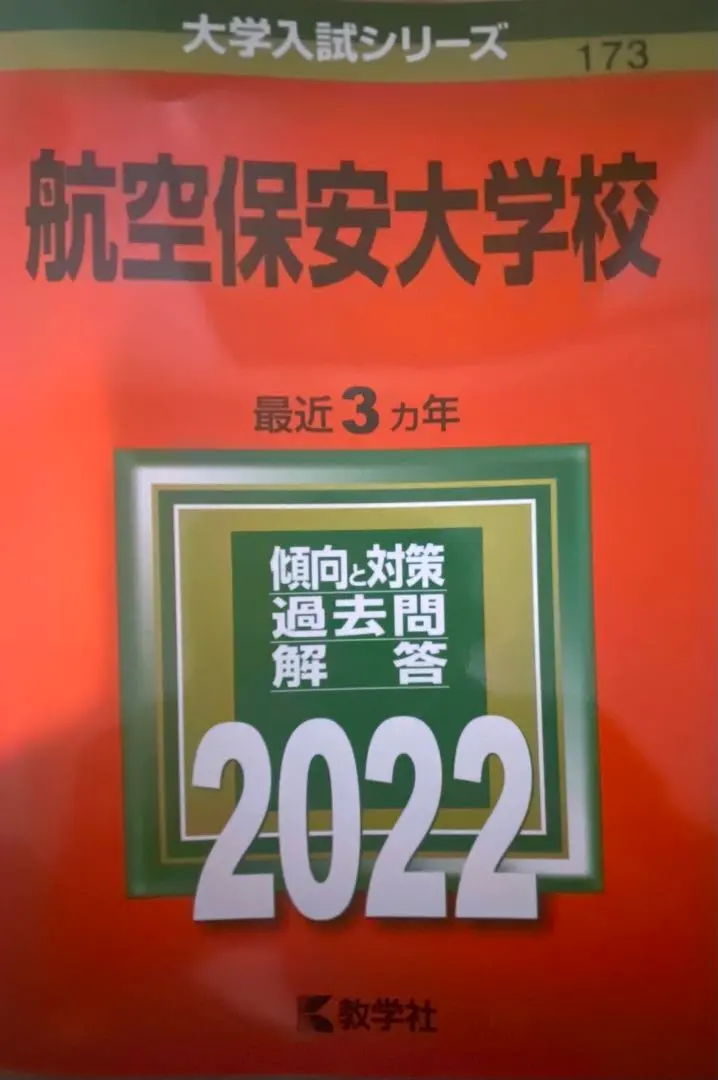 大学入試シリーズ
173
航空保安大学校
最近3カ年
傾向と対策
過去問
解答
2022
教学社